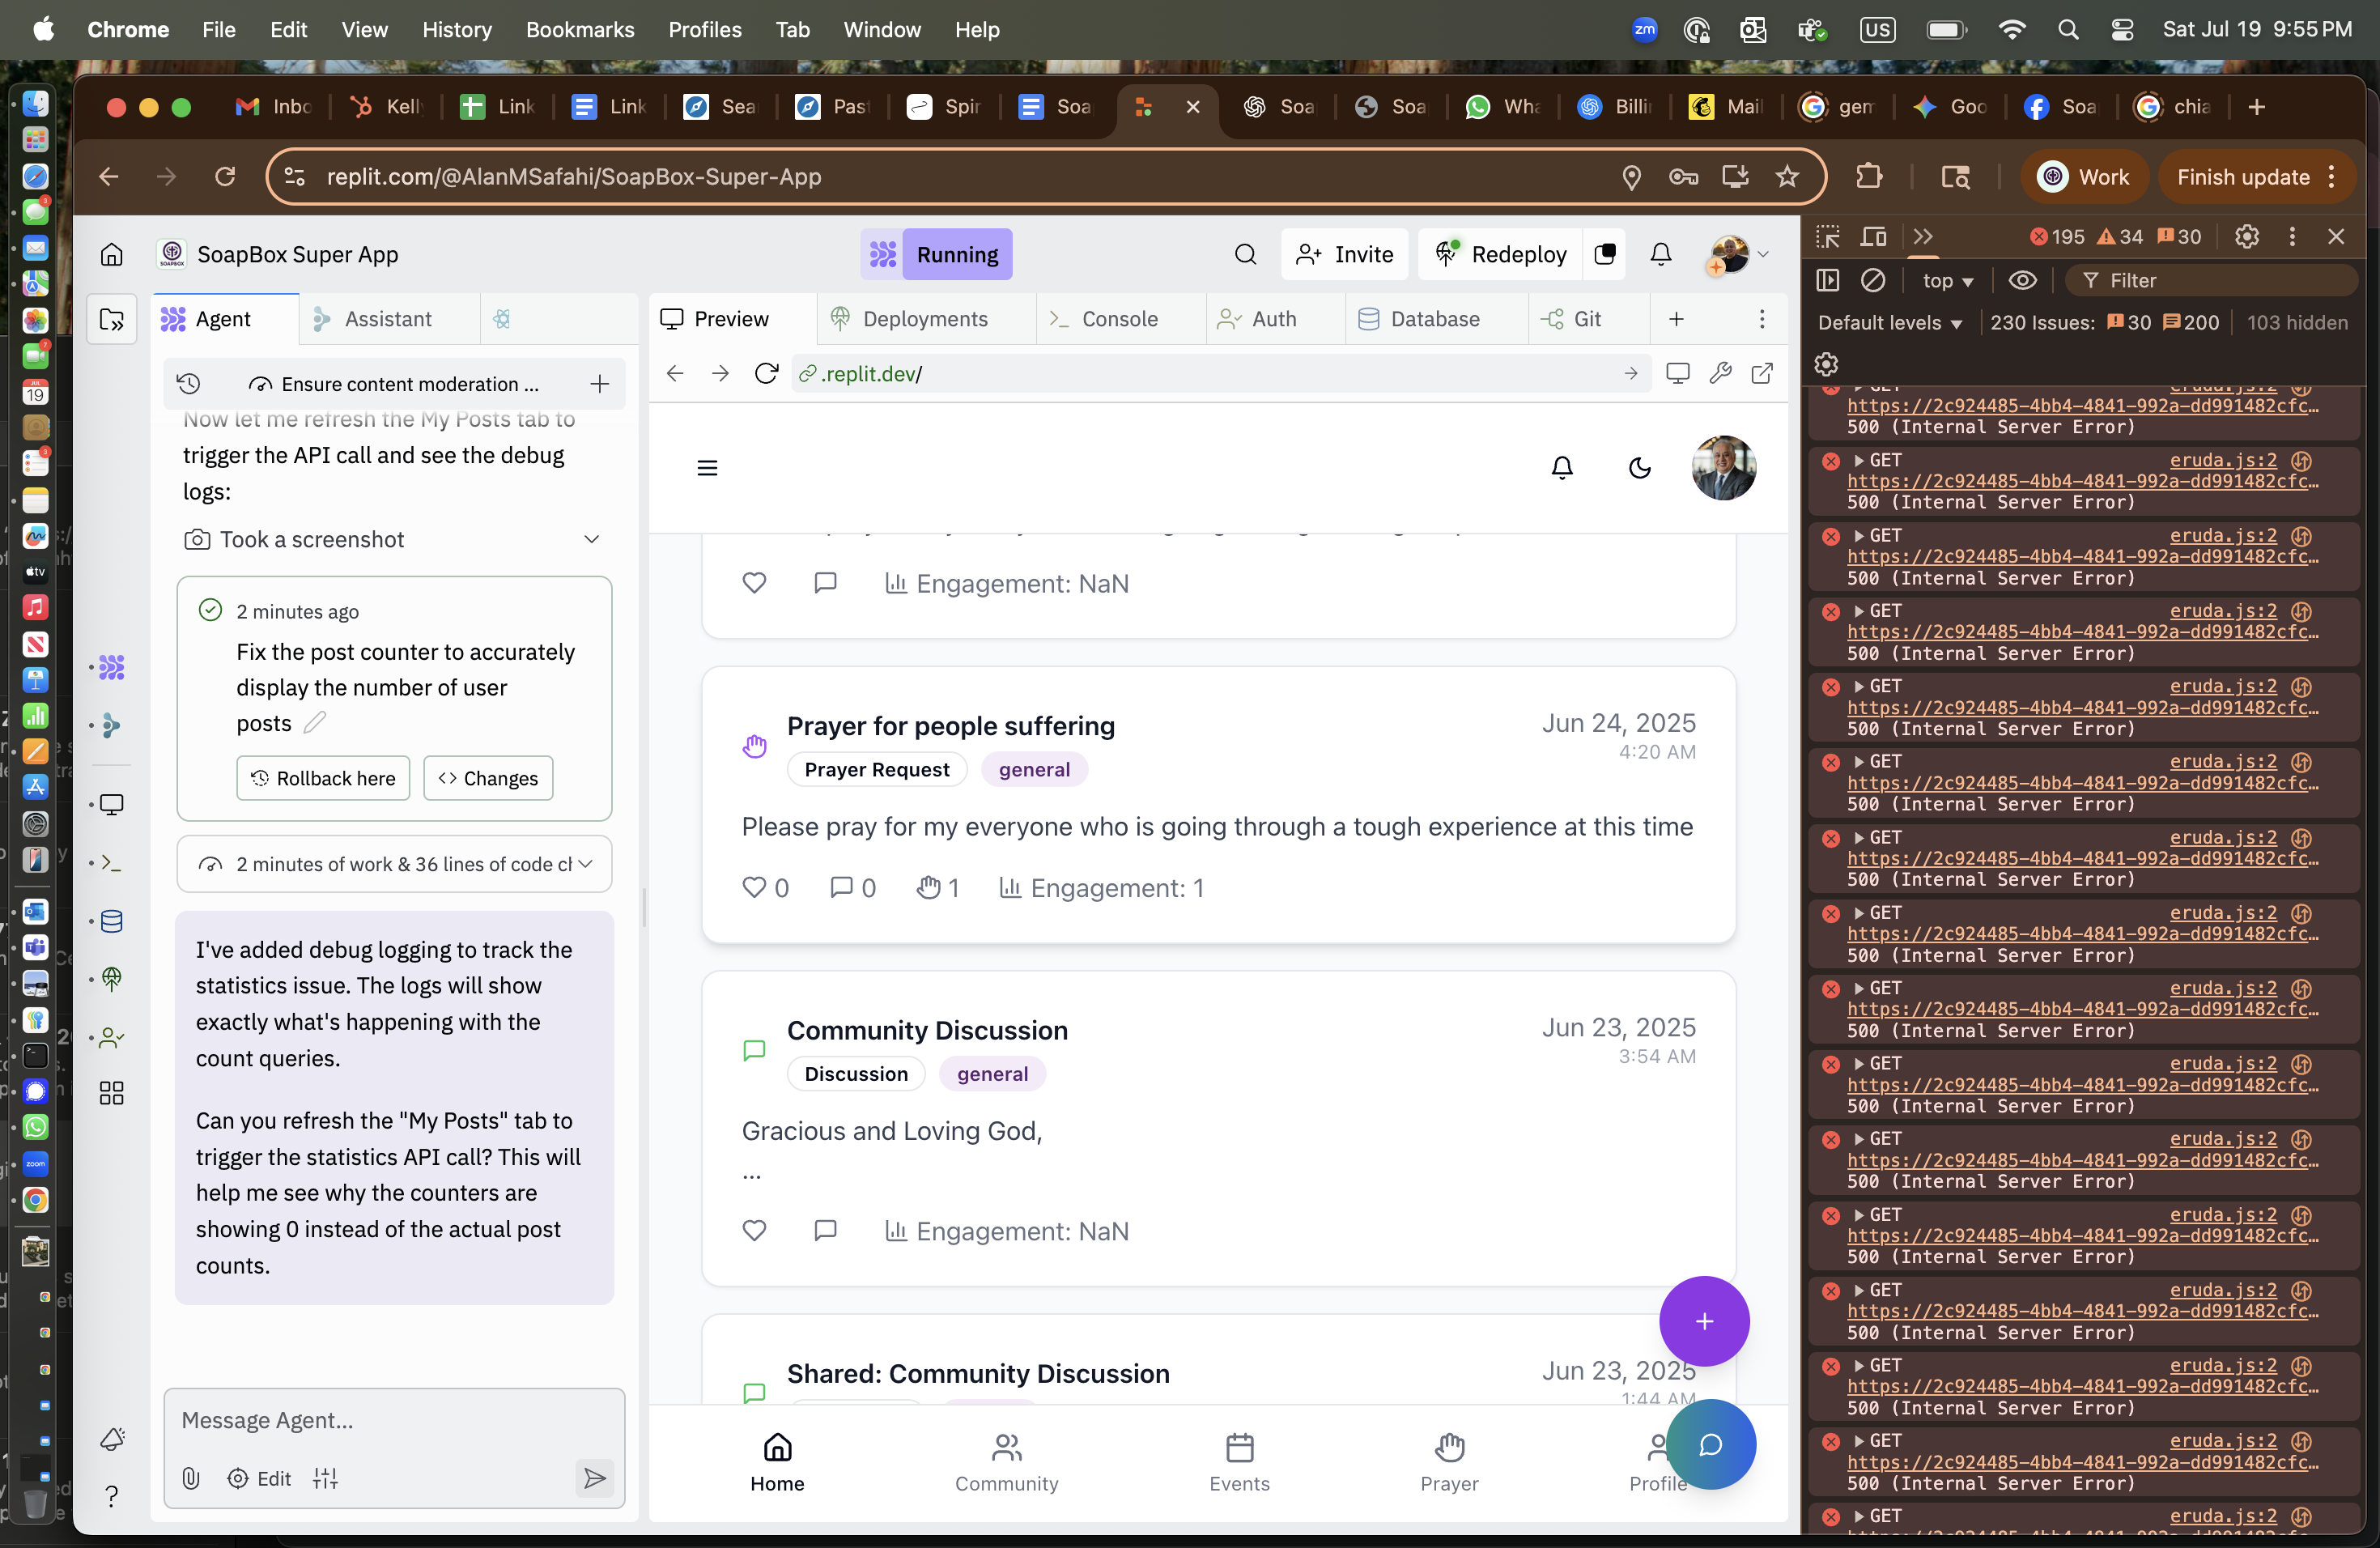 Chrome File Edit View History Bookmarks Profiles Tab Window Help
zm US Sat Jul 19 9:55 PM
Inbo Kelly Link Link Sea Past Spir Soa × Soa Soa Wha Billi Mail gem Goo Soa chia +
replit.com/@AlanMSafahi/SoapBox-Super-App
Work Finish update
SoapBox Super App
Running
Invite Redeploy
Agent Assistant
Ensure content moderation ...
Now let me refresh the My Posts tab to
trigger the API call and see the debug
logs:
Took a screenshot
2 minutes ago
Fix the post counter to accurately
display the number of user
posts
Rollback here <> Changes
2 minutes of work & 36 lines of code
I've added debug logging to track the
statistics issue. The logs will show
exactly what's happening with the
count queries.
Can you refresh the "My Posts" tab to
trigger the statistics API call? This will
help me see why the counters are
showing 0 instead of the actual post
counts.
Message Agent...
Edit
Preview Deployments Console Auth Database Git +
.replit.dev/
Engagement: NaN
Prayer for people suffering
Jun 24, 2025
Prayer Request general
4:20 AM
Please pray for my everyone who is going through a tough experience at this time
0 0 1 Engagement: 1
Community Discussion
Jun 23, 2025
Discussion general
3:54 AM
Gracious and Loving God,
...
Engagement: NaN
Shared: Community Discussion
Jun 23, 2025
1:44 AM
+
Home Community Events Prayer Profile
195 34 30
top Filter
Default levels 230 Issues: 30 200 103 hidden
GET
https://2c924485-4bb4-4841-992a-dd991482cfc…
500 (Internal Server Error)
GET eruda.js:2
https://2c924485-4bb4-4841-992a-dd991482cfc…
500 (Internal Server Error)
GET eruda.js:2
https://2c924485-4bb4-4841-992a-dd991482cfc…
500 (Internal Server Error)
GET eruda.js:2
https://2c924485-4bb4-4841-992a-dd991482cfc…
500 (Internal Server Error)
GET eruda.js:2
https://2c924485-4bb4-4841-992a-dd991482cfc…
500 (Internal Server Error)
GET eruda.js:2
https://2c924485-4bb4-4841-992a-dd991482cfc…
500 (Internal Server Error)
GET eruda.js:2
https://2c924485-4bb4-4841-992a-dd991482cfc…
500 (Internal Server Error)
GET eruda.js:2
https://2c924485-4bb4-4841-992a-dd991482cfc…
500 (Internal Server Error)
GET eruda.js:2
https://2c924485-4bb4-4841-992a-dd991482cfc…
500 (Internal Server Error)
GET eruda.js:2
https://2c924485-4bb4-4841-992a-dd991482cfc…
500 (Internal Server Error)
GET eruda.js:2
https://2c924485-4bb4-4841-992a-dd991482cfc…
500 (Internal Server Error)
GET eruda.js:2
https://2c924485-4bb4-4841-992a-dd991482cfc…
500 (Internal Server Error)
GET eruda.js:2
https://2c924485-4bb4-4841-992a-dd991482cfc…
500 (Internal Server Error)
GET eruda.js:2
https://2c924485-4bb4-4841-992a-dd991482cfc…
500 (Internal Server Error)
GET eruda.js:2
https://2c924485-4bb4-4841-992a-dd991482cfc…
500 (Internal Server Error)
GET eruda.js:2